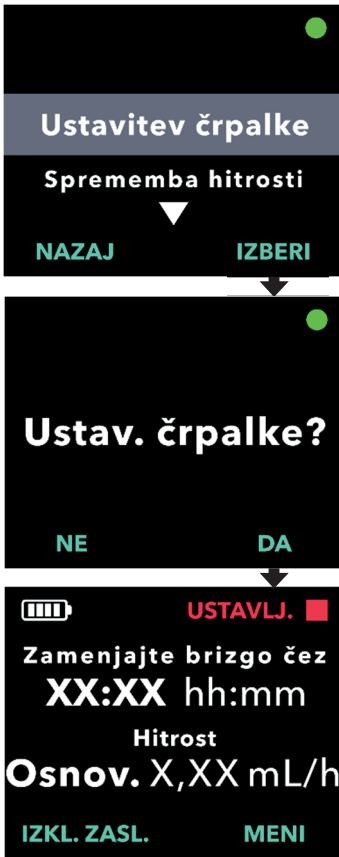 Ustavitev črpalke
Sprememba hitrosti
NAZAJ IZBERI
Ustav. črpalke?
NE DA
USTAVLJ.
Zamenjajte brizgo čez
XX:XX hh:mm
Hitrost
Osnov. X,XX mL/h
IZKL. ZASL. MENI